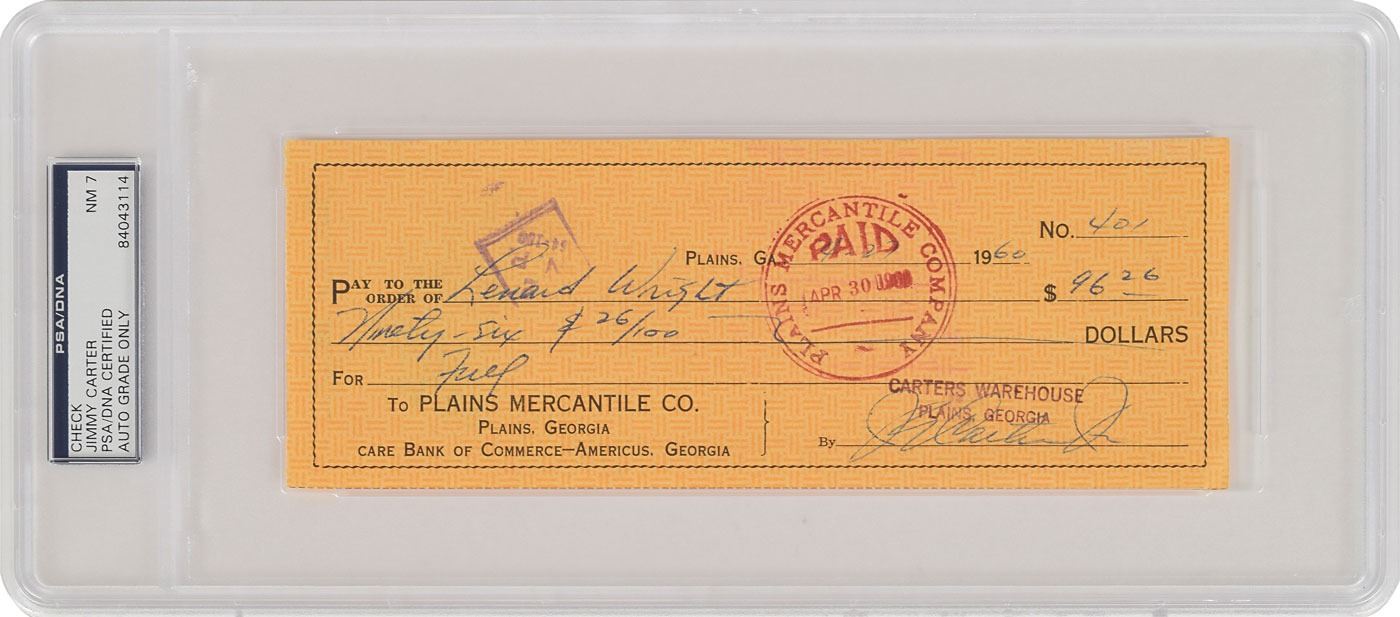 PSA/DNA
CHECK
JIMMY CARTER
PSA/DNA CERTIFIED
AUTO GRADE ONLY
NM 7
84043114
No. 401
PLAINS, GA. 1960
PLAINS MERCANTILE COMPANY
PAID
APR 30 1960
PAY TO THE ORDER OF Lenard Wright $ 96 26
Ninety-six & 26/100 DOLLARS
FOR Fuel
TO PLAINS MERCANTILE CO.
PLAINS, GEORGIA
CARE BANK OF COMMERCE—AMERICUS, GEORGIA
CARTERS WAREHOUSE
PLAINS, GEORGIA
By J Carter Jr